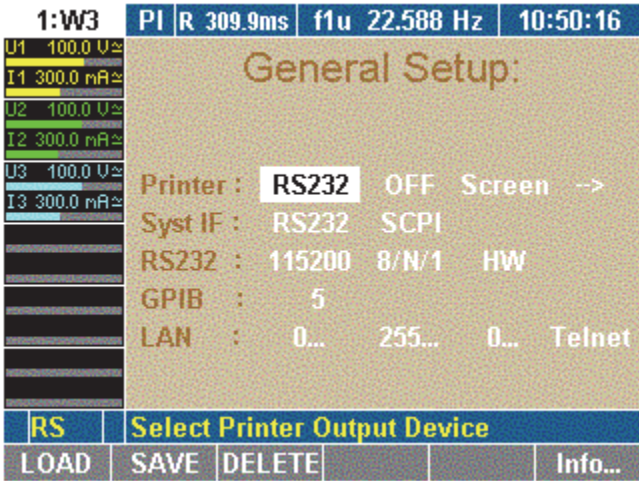 1:W3 PI R 309.9ms f1u 22.588 Hz 10:50:16
U1 100.0 V≃
I1 300.0 mA≃
U2 100.0 V≃
I2 300.0 mA≃
U3 100.0 V≃
I3 300.0 mA≃
General Setup:
Printer : RS232 OFF Screen -->
Syst IF : RS232 SCPI
RS232 : 115200 8/N/1 HW
GPIB : 5
LAN : 0... 255... 0... Telnet
RS Select Printer Output Device
LOAD SAVE DELETE Info...